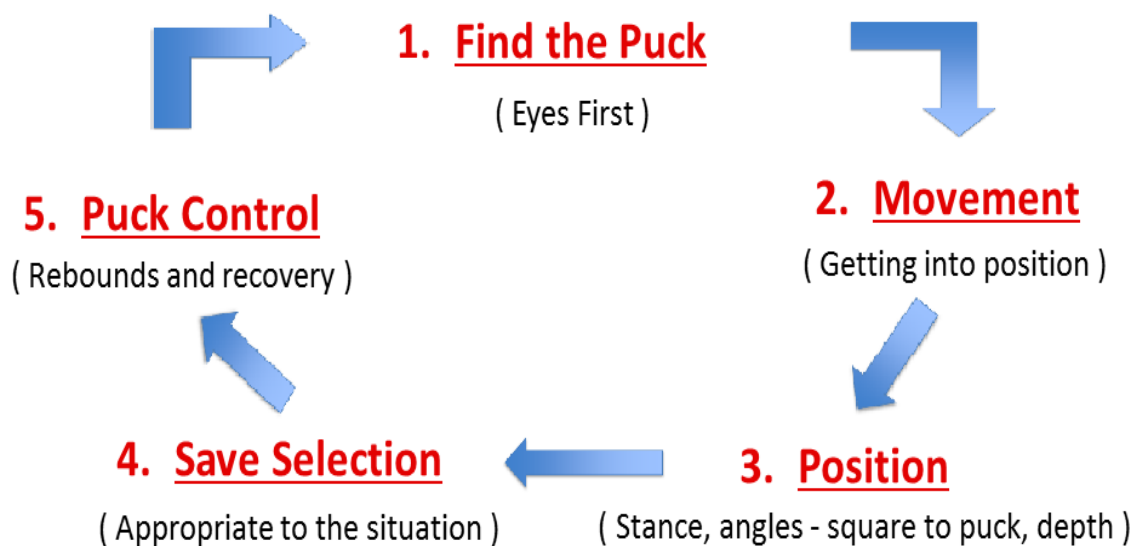 1. Find the Puck
( Eyes First )
2. Movement
( Getting into position )
3. Position
( Stance, angles - square to puck, depth )
4. Save Selection
( Appropriate to the situation )
5. Puck Control
( Rebounds and recovery )